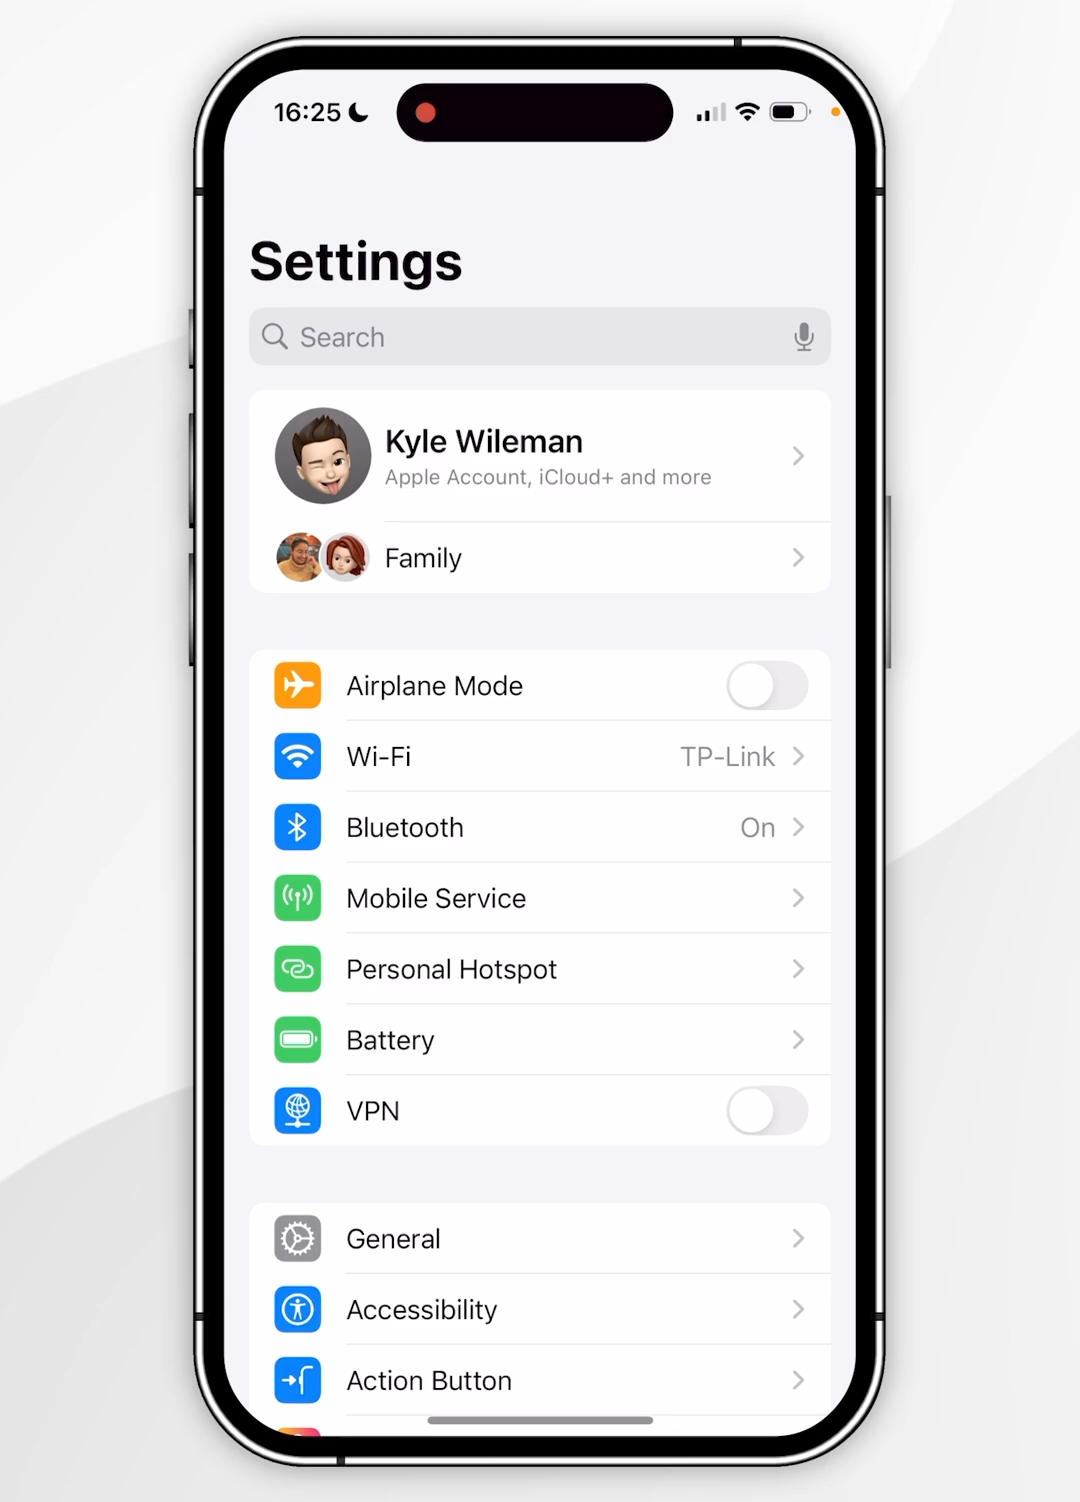 16:25
Settings
Search
Kyle Wileman
Apple Account, iCloud+ and more
Family
Airplane Mode
Wi-Fi TP-Link
Bluetooth On
Mobile Service
Personal Hotspot
Battery
VPN
General
Accessibility
Action Button